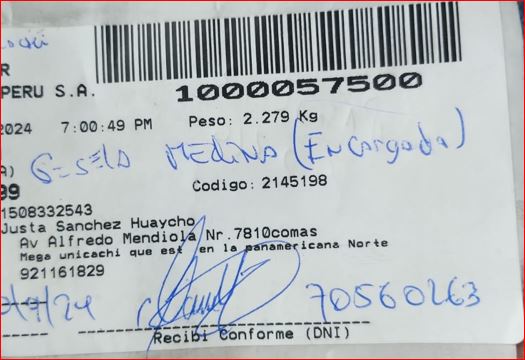 R
PERU S.A.
1000057500
2024 7:00:49 PM Peso: 2.279 Kg
A) Gisela Medina (Encargada)
99 Codigo: 2145198
1508332543
Justa Sanchez Huaycho
Av Alfredo Mendiola Nr.7810comas
Mega unicachi que est en la panamericana Norte
921161829
/9/24 70560263
Recibi Conforme (DNI)